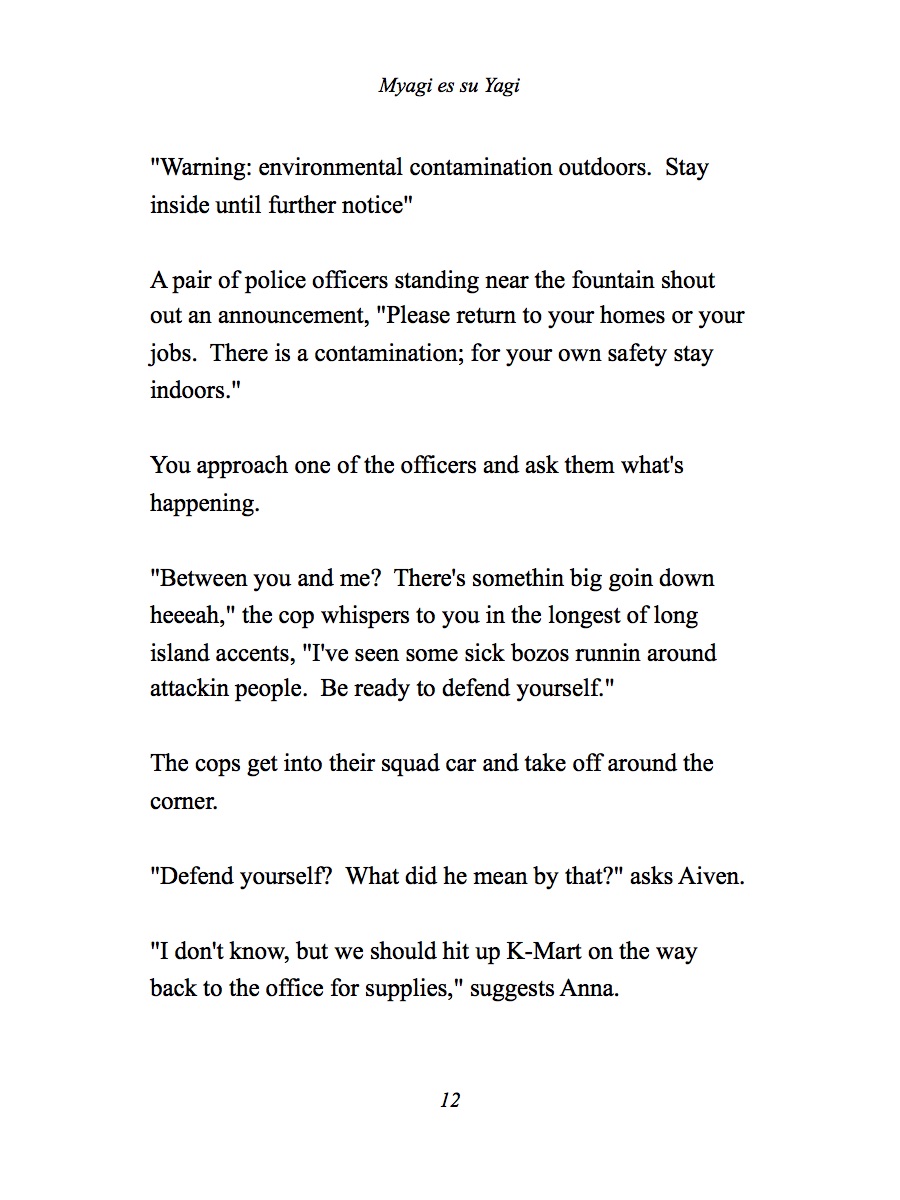 Myagi es su Yagi
"Warning: environmental contamination outdoors.  Stay
inside until further notice"
A pair of police officers standing near the fountain shout
out an announcement, "Please return to your homes or your
jobs.  There is a contamination; for your own safety stay
indoors."
You approach one of the officers and ask them what's
happening.
"Between you and me?  There's somethin big goin down
heeeah," the cop whispers to you in the longest of long
island accents, "I've seen some sick bozos runnin around
attackin people.  Be ready to defend yourself."
The cops get into their squad car and take off around the
corner.
"Defend yourself?  What did he mean by that?" asks Aiven.
"I don't know, but we should hit up K-Mart on the way
back to the office for supplies," suggests Anna.
12